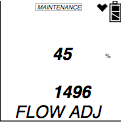 MAINTENANCE
45 %
1496
FLOW ADJ